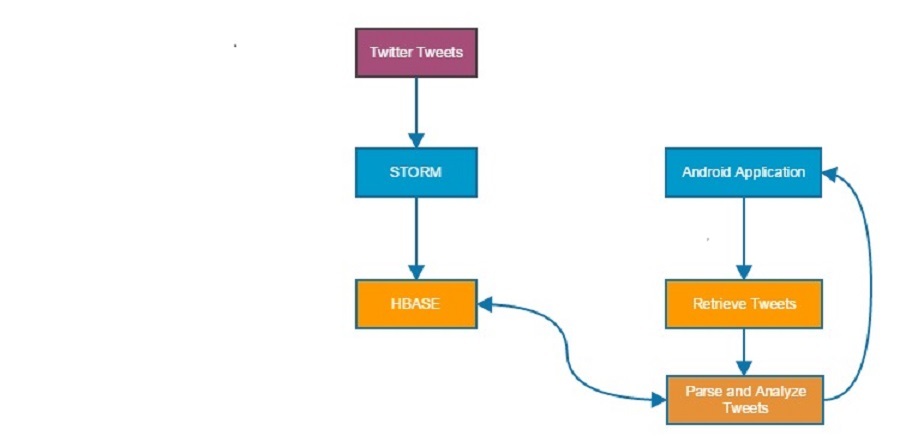 Twitter Tweets
STORM
Android Application
HBASE
Retrieve Tweets
Parse and Analyze
Tweets